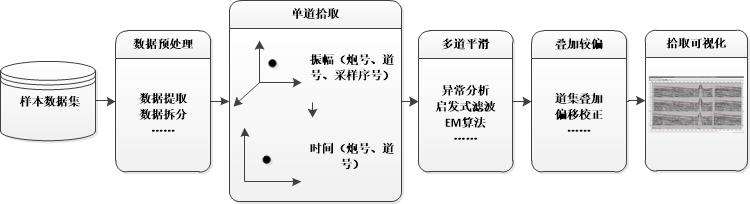 样本数据集
数据预处理
数据提取
数据拆分
......
单道拾取
振幅（炮号、道
号、采样序号）
时间（炮号、道
号）
多道平滑
异常分析
启发式滤波
EM算法
......
叠加较偏
道集叠加
偏移校正
......
拾取可视化